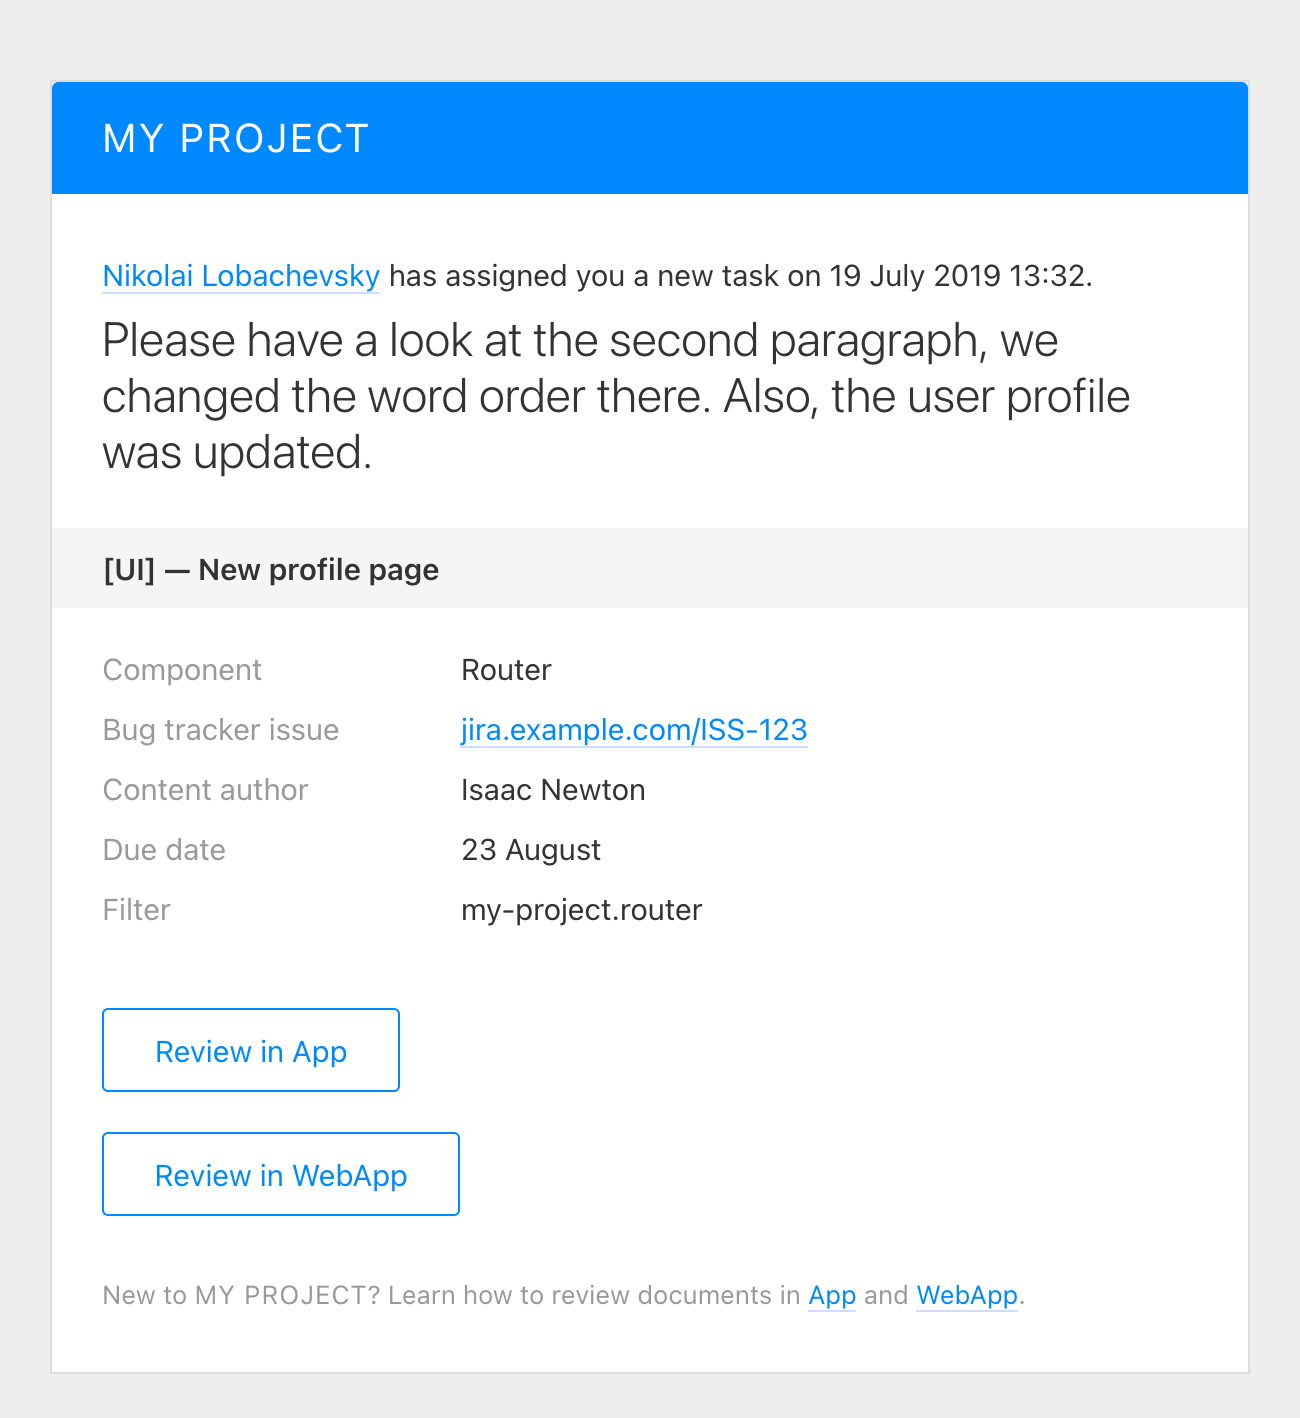 MY PROJECT
Nikolai Lobachevsky has assigned you a new task on 19 July 2019 13:32.
Please have a look at the second paragraph, we
changed the word order there. Also, the user profile
was updated.
[UI] — New profile page
Component Router
Bug tracker issue jira.example.com/ISS-123
Content author Isaac Newton
Due date 23 August
Filter my-project.router
Review in App
Review in WebApp
New to MY PROJECT? Learn how to review documents in App and WebApp.